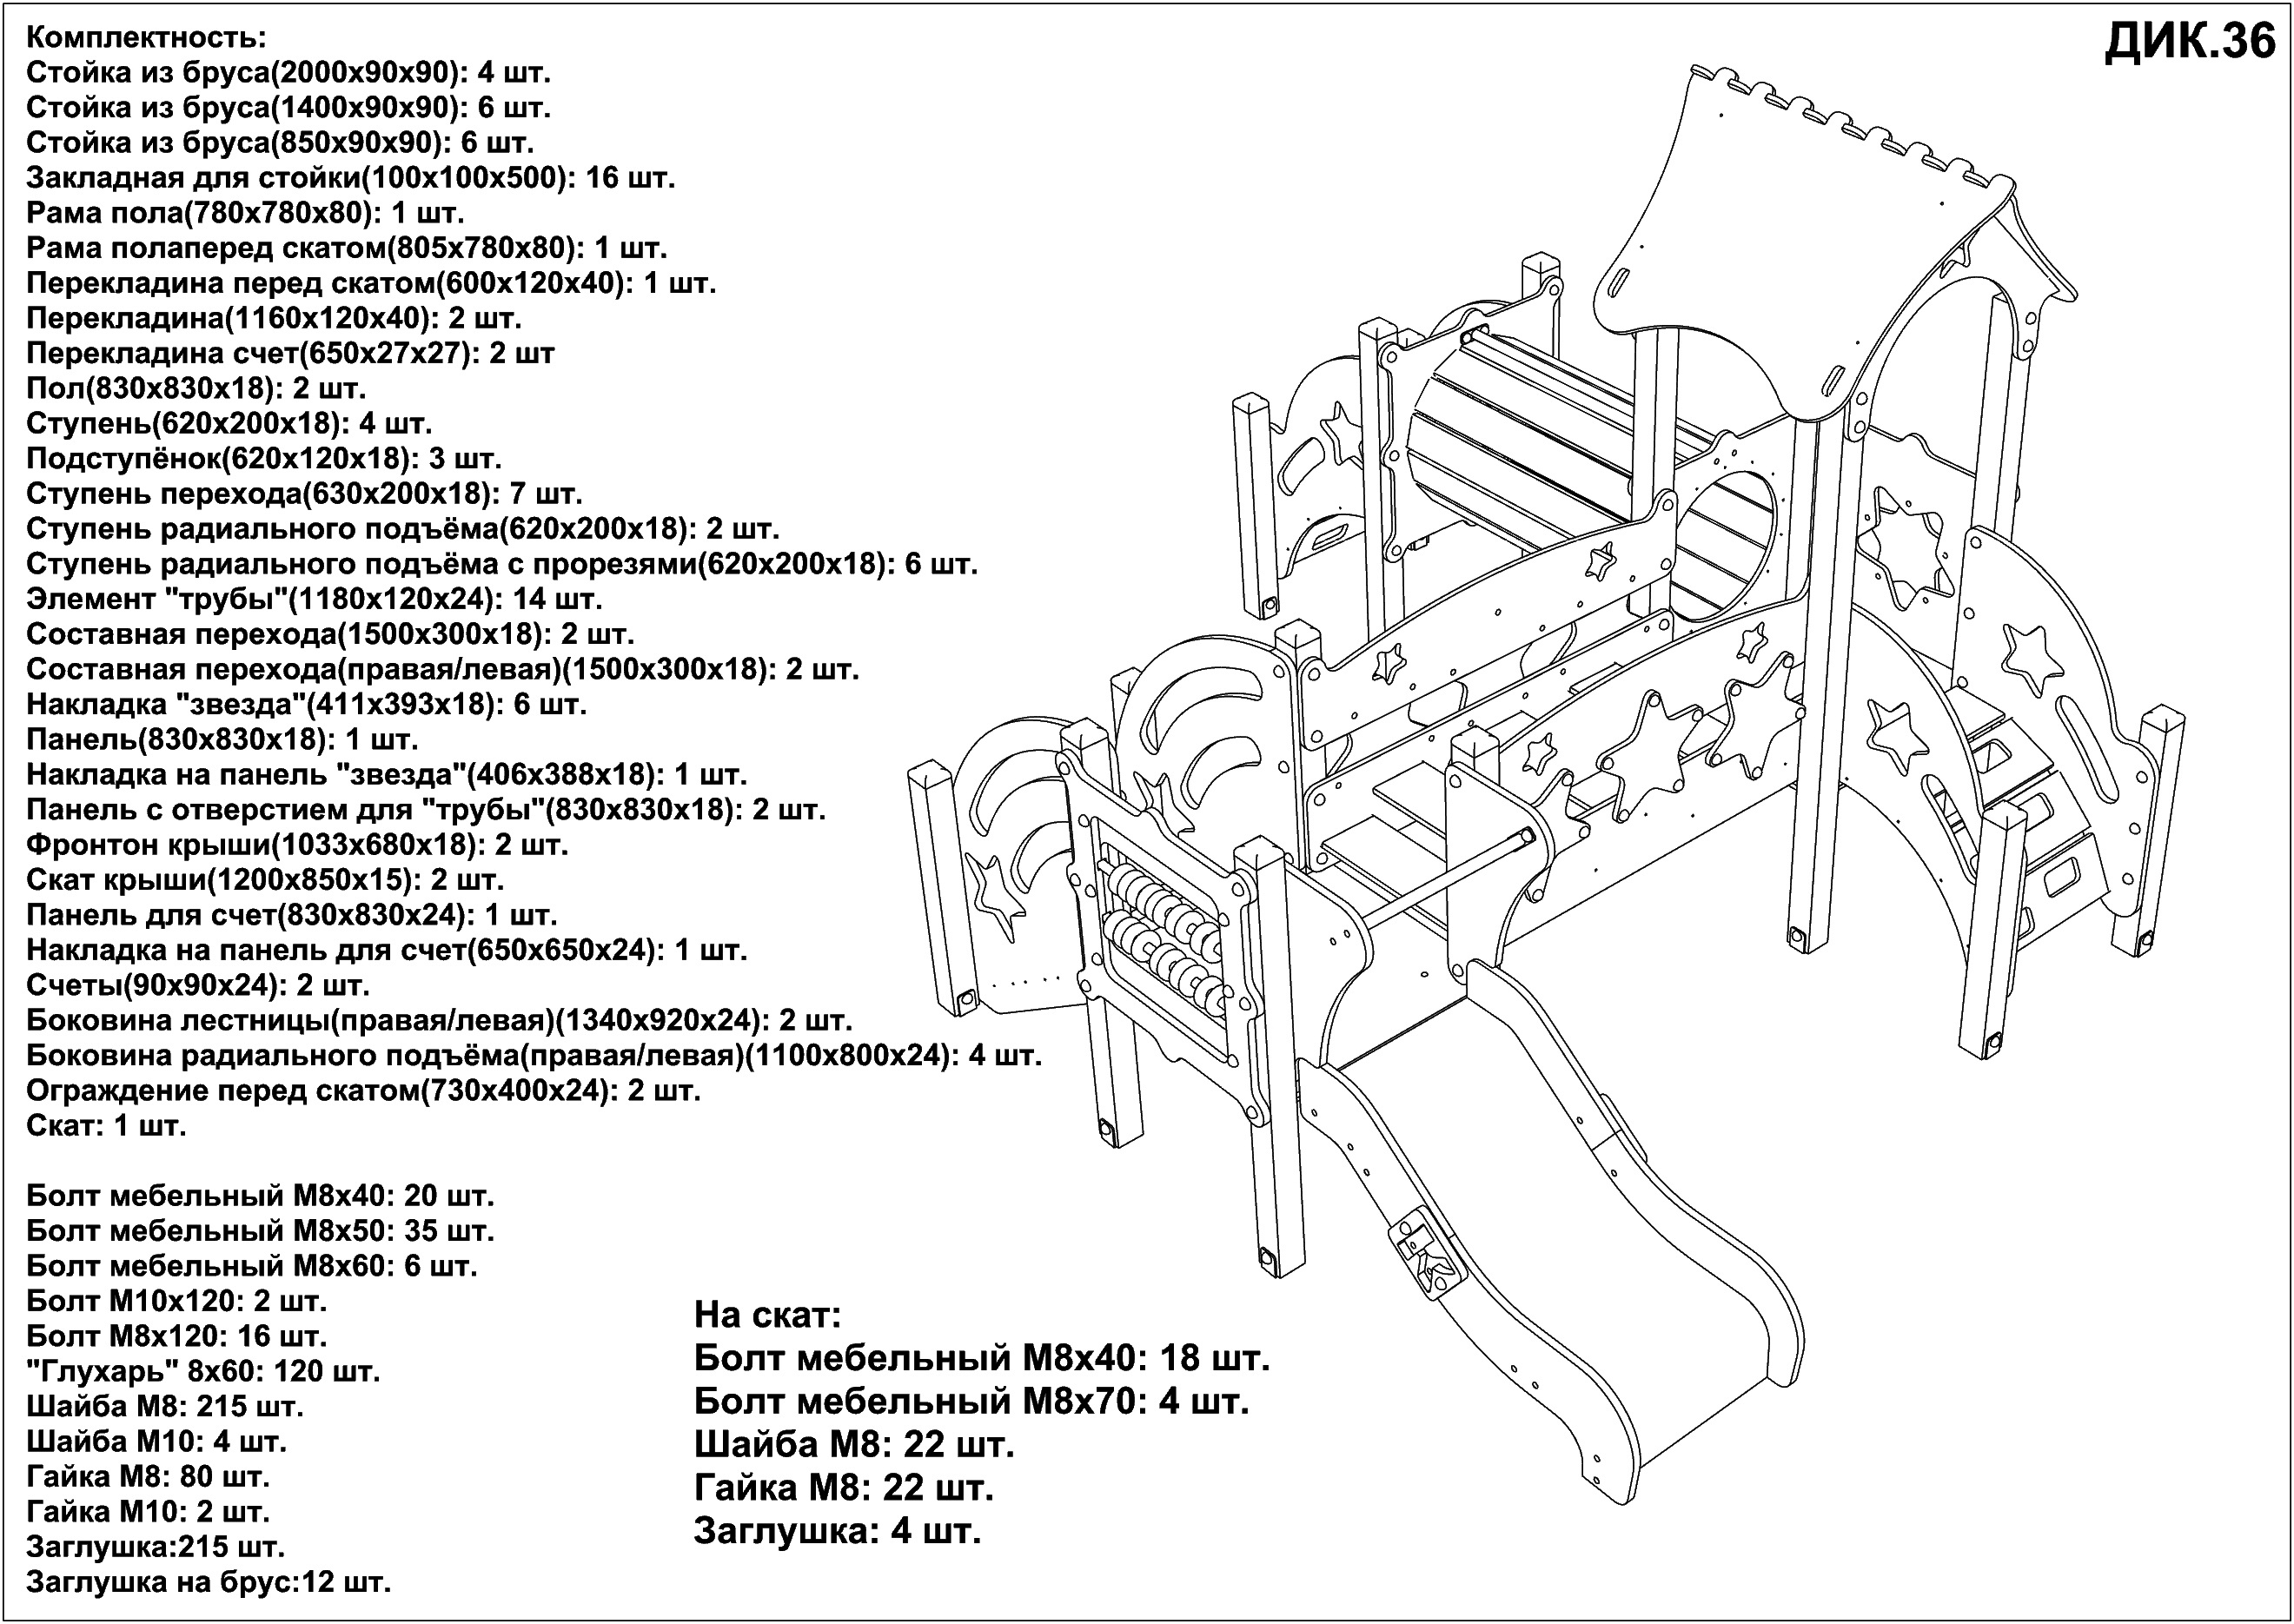 ДИК.36
Комплектность:
Стойка из бруса(2000х90х90): 4 шт.
Стойка из бруса(1400х90х90): 6 шт.
Стойка из бруса(850х90х90): 6 шт.
Закладная для стойки(100х100х500): 16 шт.
Рама пола(780х780х80): 1 шт.
Рама полаперед скатом(805х780х80): 1 шт.
Перекладина перед скатом(600х120х40): 1 шт.
Перекладина(1160х120х40): 2 шт.
Перекладина счет(650х27х27): 2 шт
Пол(830х830х18): 2 шт.
Ступень(620х200х18): 4 шт.
Подступёнок(620х120х18): 3 шт.
Ступень перехода(630х200х18): 7 шт.
Ступень радиального подъёма(620х200х18): 2 шт.
Ступень радиального подъёма с прорезями(620х200х18): 6 шт.
Элемент "трубы"(1180х120х24): 14 шт.
Составная перехода(1500х300х18): 2 шт.
Составная перехода(правая/левая)(1500х300х18): 2 шт.
Накладка "звезда"(411х393х18): 6 шт.
Панель(830х830х18): 1 шт.
Накладка на панель "звезда"(406х388х18): 1 шт.
Панель с отверстием для "трубы"(830х830х18): 2 шт.
Фронтон крыши(1033х680х18): 2 шт.
Скат крыши(1200х850х15): 2 шт.
Панель для счет(830х830х24): 1 шт.
Накладка на панель для счет(650х650х24): 1 шт.
Счеты(90х90х24): 2 шт.
Боковина лестницы(правая/левая)(1340х920х24): 2 шт.
Боковина радиального подъёма(правая/левая)(1100х800х24): 4 шт.
Ограждение перед скатом(730х400х24): 2 шт.
Скат: 1 шт.
Болт мебельный М8х40: 20 шт.
Болт мебельный М8х50: 35 шт.
Болт мебельный М8х60: 6 шт.
Болт М10х120: 2 шт.
Болт М8х120: 16 шт.
"Глухарь" 8х60: 120 шт.
Шайба М8: 215 шт.
Шайба М10: 4 шт.
Гайка М8: 80 шт.
Гайка М10: 2 шт.
Заглушка:215 шт.
Заглушка на брус:12 шт.
На скат:
Болт мебельный М8х40: 18 шт.
Болт мебельный М8х70: 4 шт.
Шайба М8: 22 шт.
Гайка М8: 22 шт.
Заглушка: 4 шт.